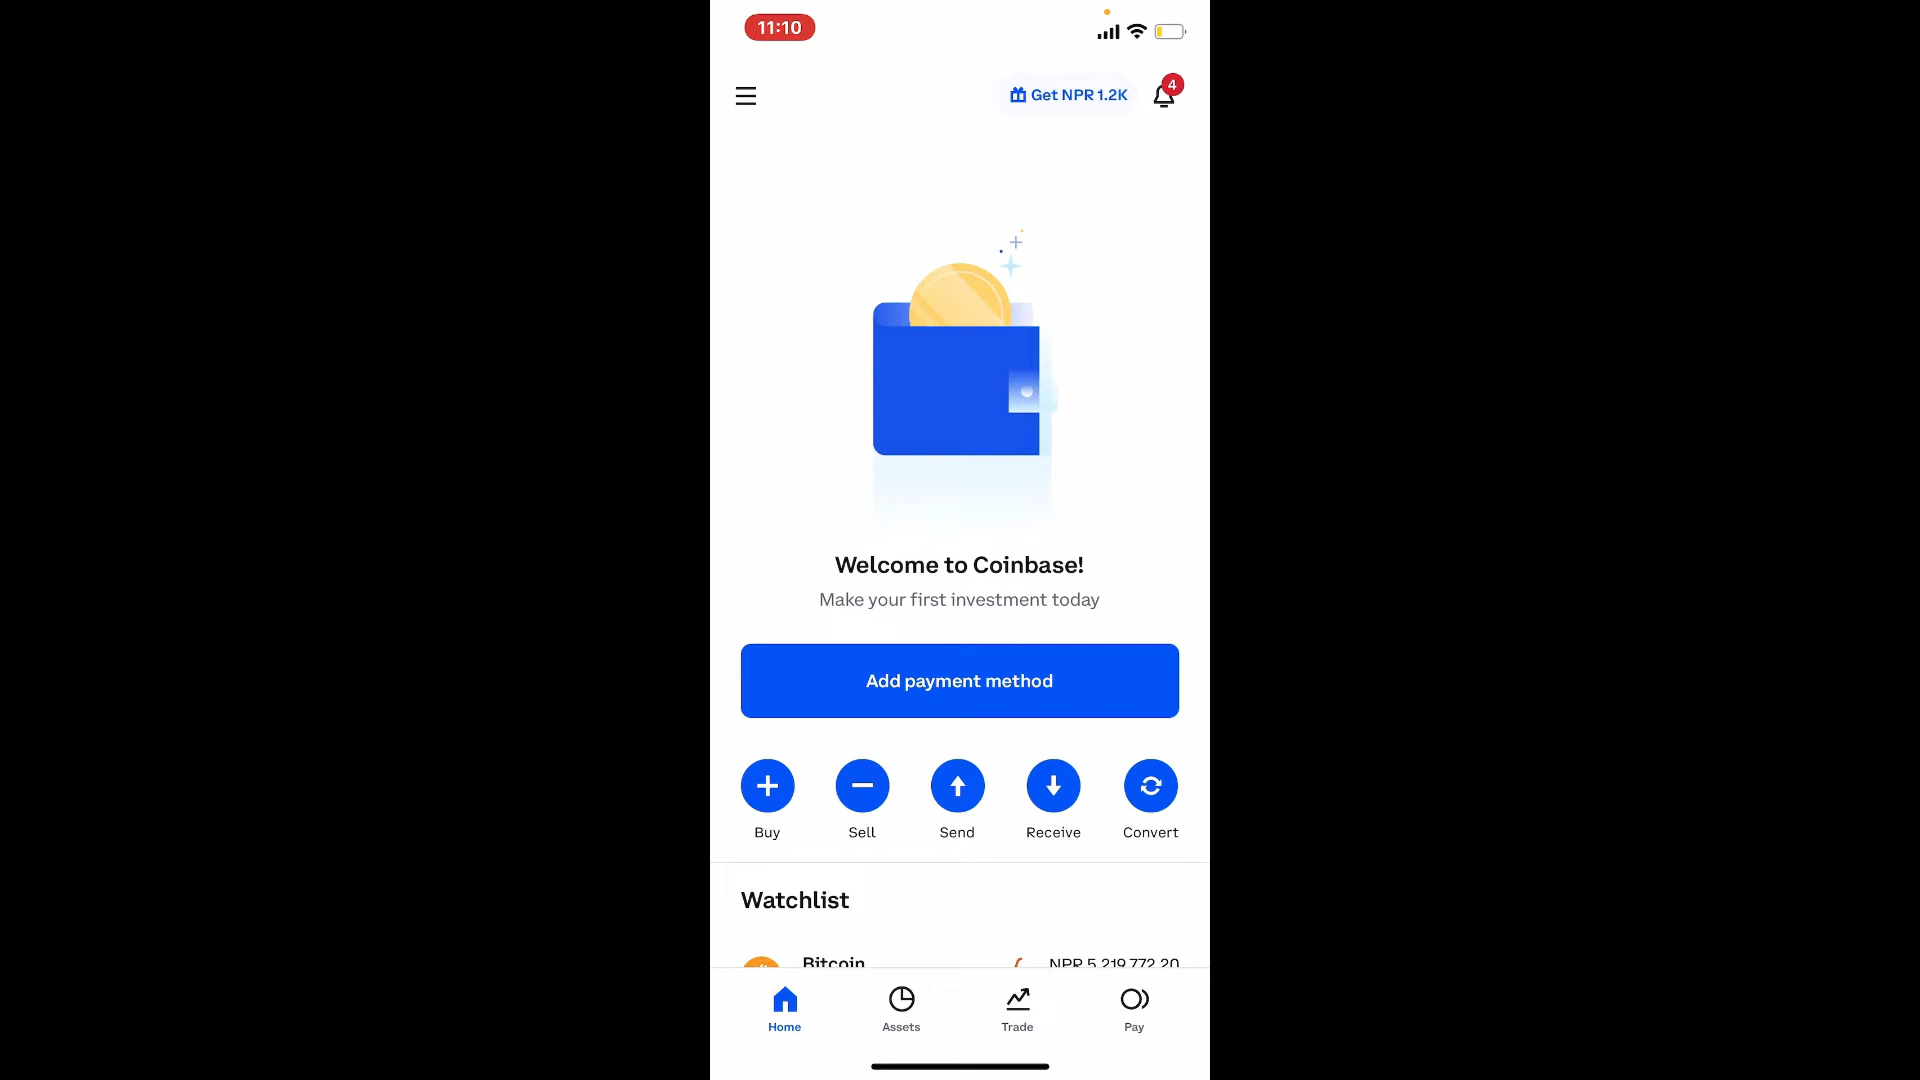 11:10
Get NPR 1.2K
4
Welcome to Coinbase!
Make your first investment today
Add payment method
Buy Sell Send Receive Convert
Watchlist
Bitcoin NPR 5,219,772.20
Home Assets Trade Pay